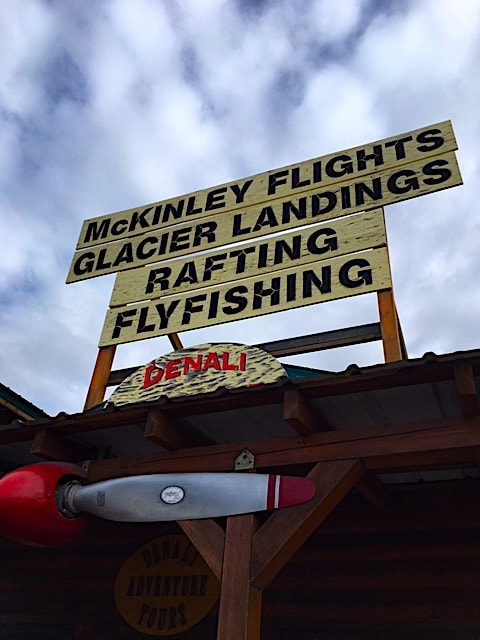 McKINLEY FLIGHTS
GLACIER LANDINGS
RAFTING
FLYFISHING
DENALI
DENALI
ADVENTURE
TOURS